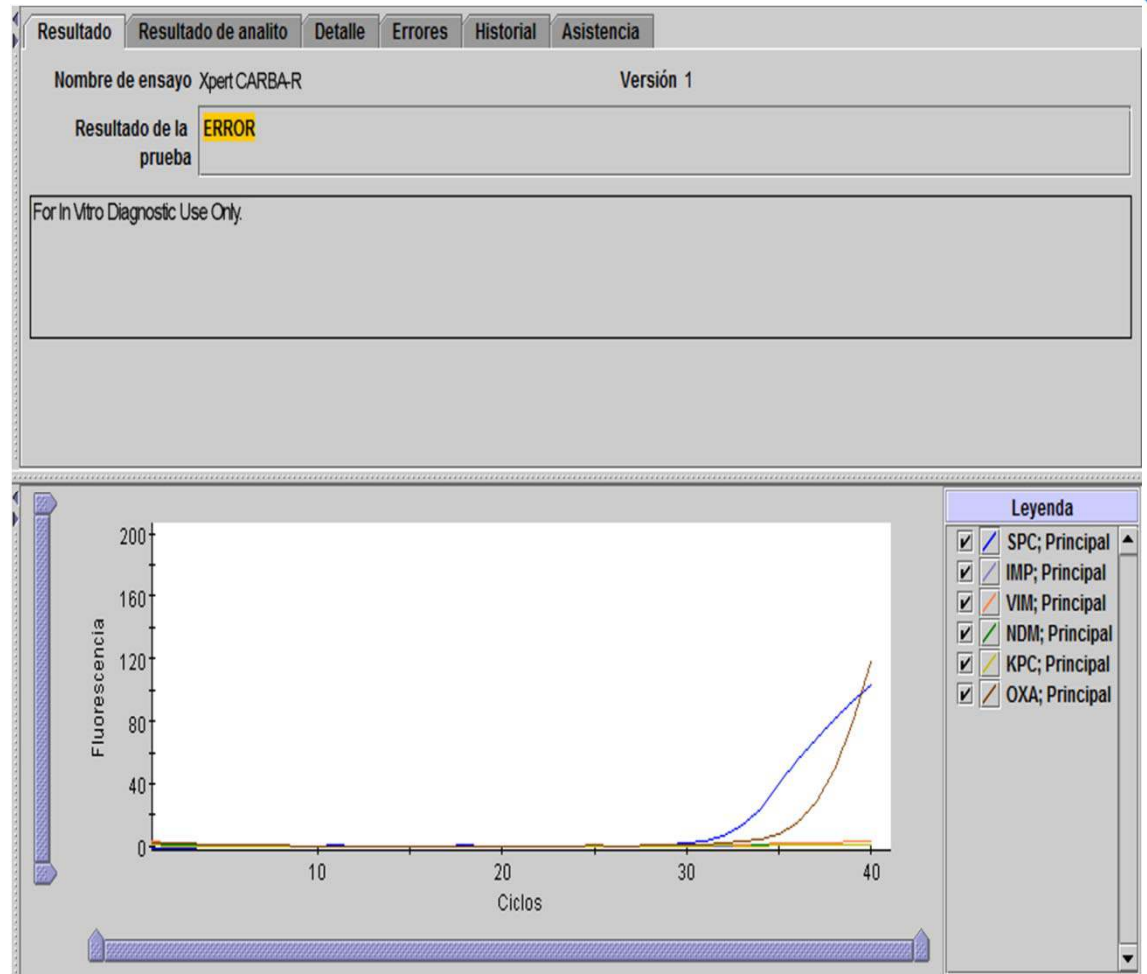 Resultado Resultado de analito Detalle Errores Historial Asistencia
Nombre de ensayo Xpert CARBA-R Versión 1
Resultado de la prueba ERROR
For In Vitro Diagnostic Use Only.
Leyenda
SPC; Principal
IMP; Principal
VIM; Principal
NDM; Principal
KPC; Principal
OXA; Principal
Fluorescencia
200
160
120
80
40
0
10 20 30 40
Ciclos